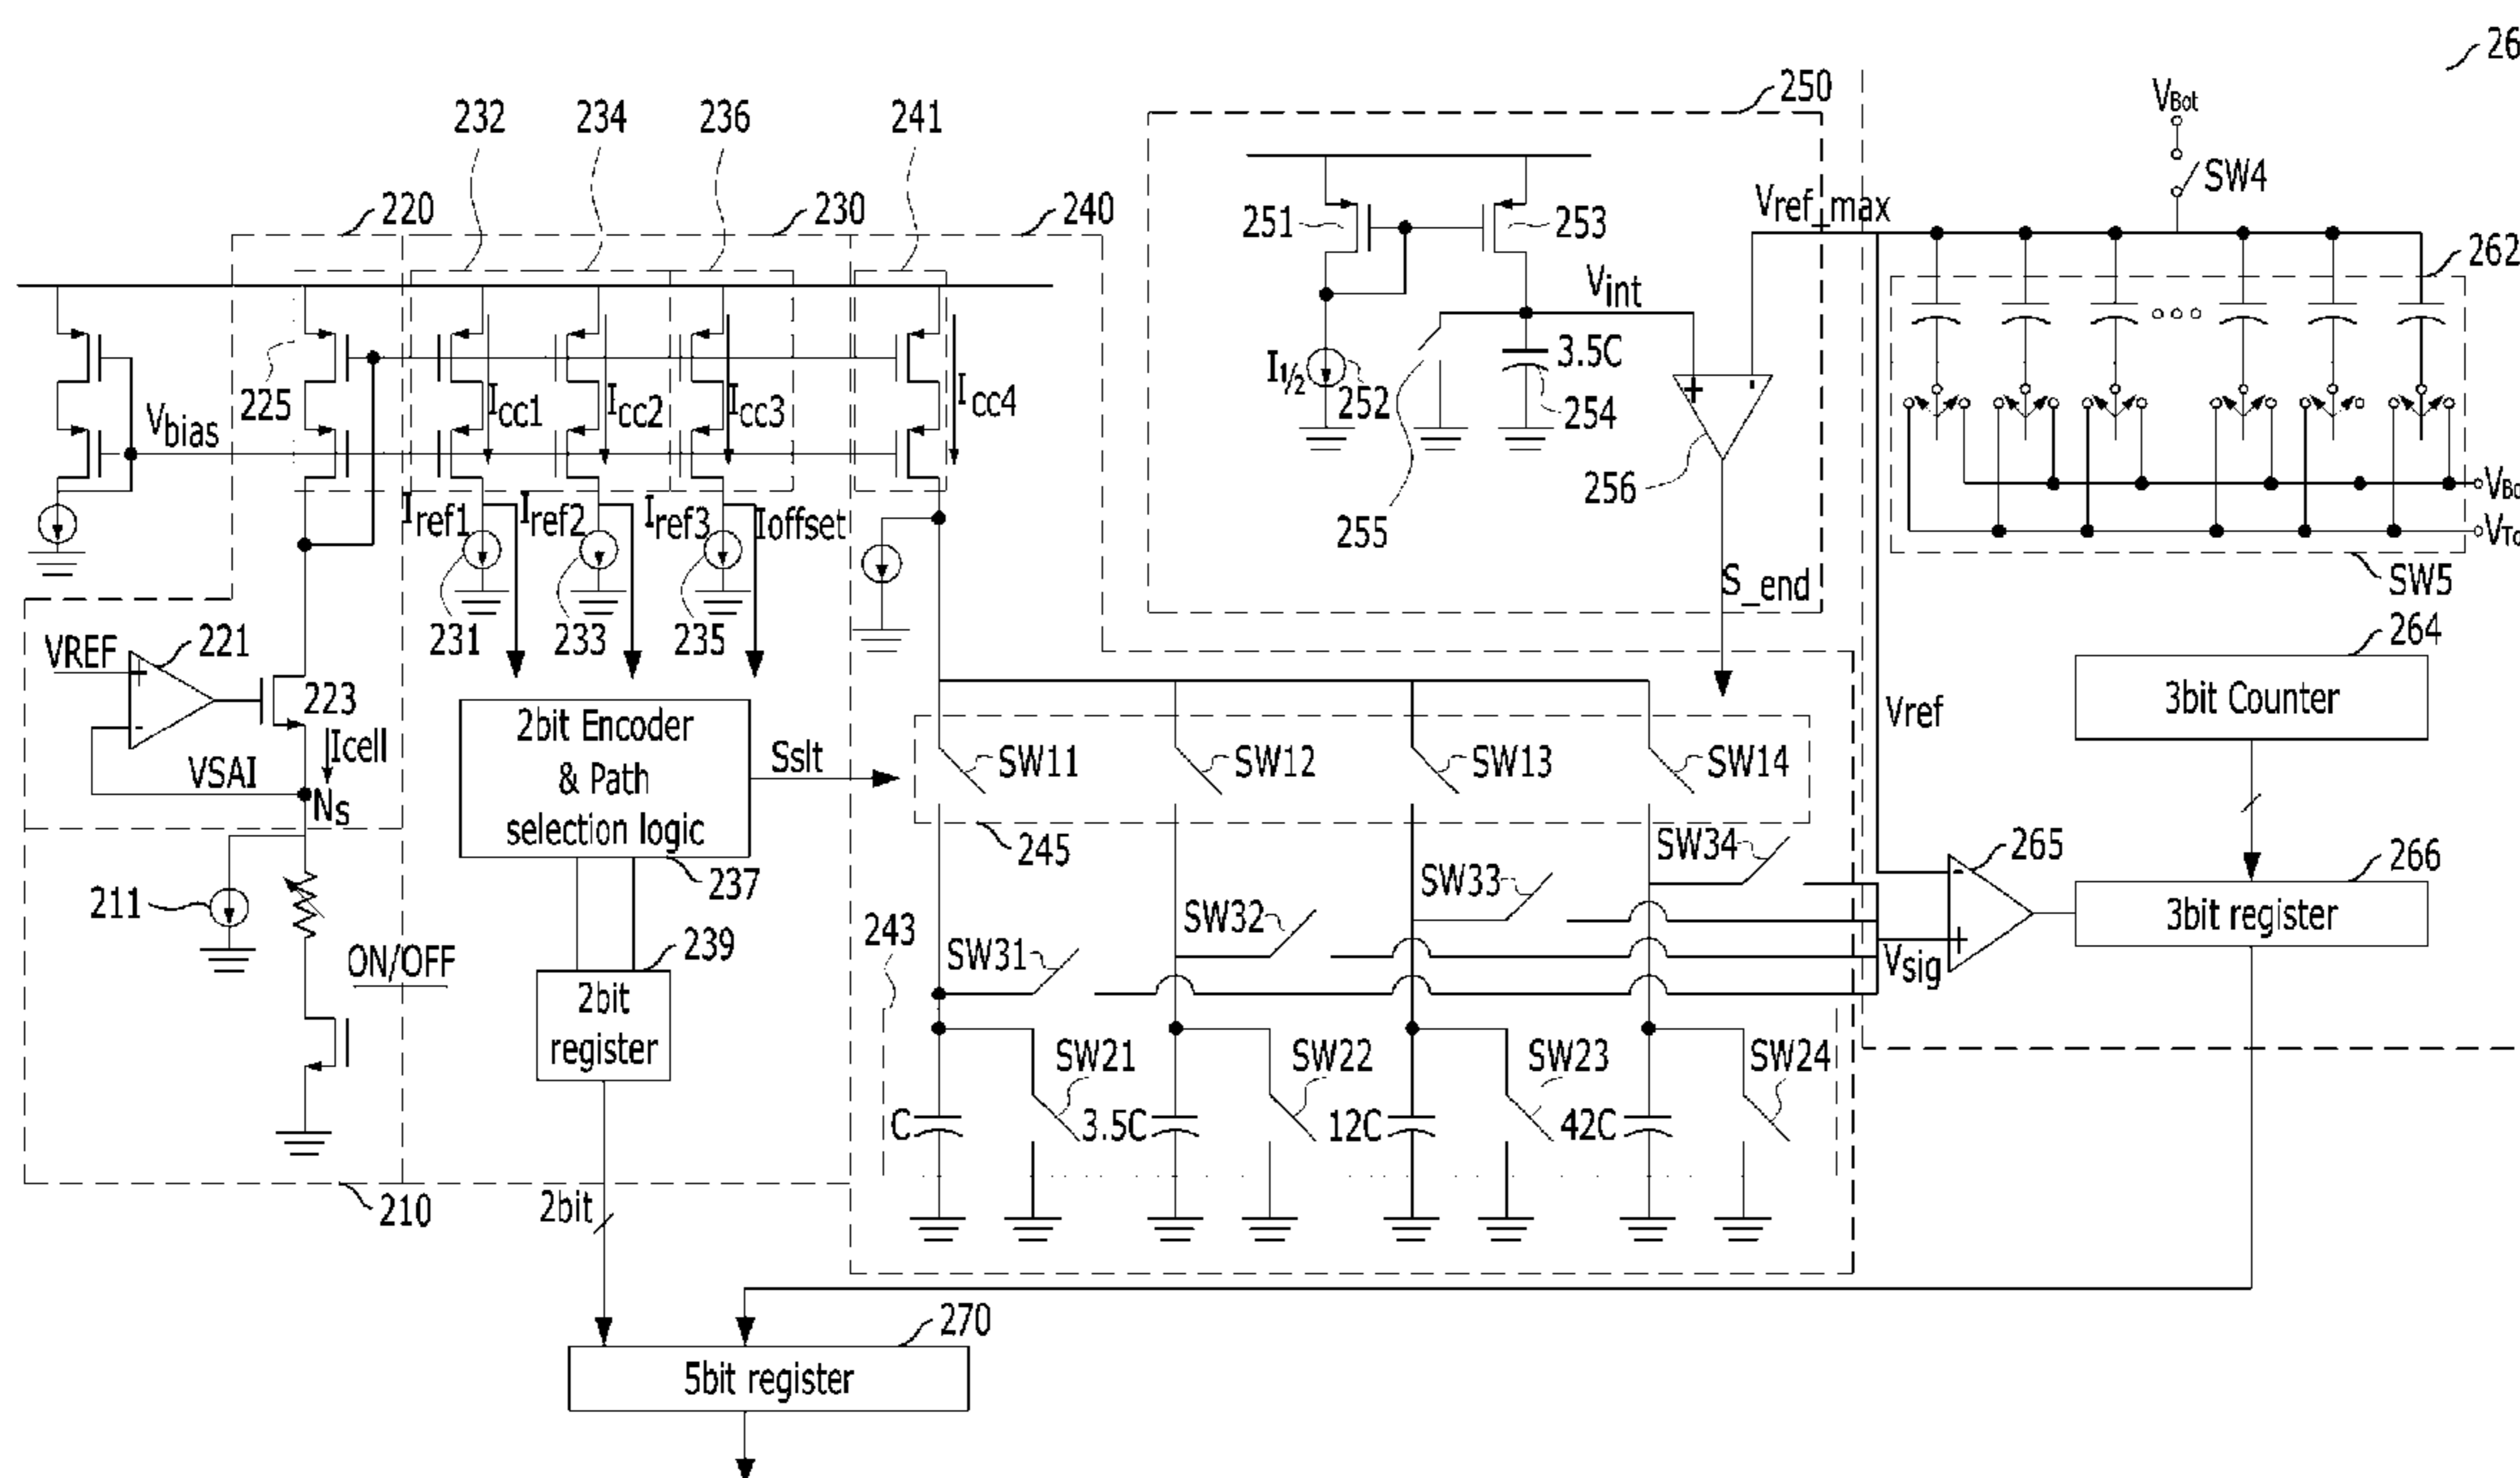 26
VBot
250
232
234
236
241
SW4
220
230
240
251
253
Vref_max
262
Vint
I1/2
252
3.5C
254
225
Vbias
Icc1
Icc2
Icc3
Icc4
+
-
256
255
VBo
VTo
Iref1
Iref2
Iref3
Ioffset
S_end
SW5
231
233
235
264
VREF
221
+
-
223
3bit Counter
2bit Encoder
& Path
selection logic
Sslt
Vref
Icell
VSAI
Ns
SW11
SW12
SW13
SW14
245
SW34
265
266
211
237
SW33
-
3bit register
243
SW32
239
ON/OFF
SW31
+
Vsig
2bit
register
SW21
SW22
SW23
SW24
C
3.5C
12C
42C
210
2bit
270
5bit register